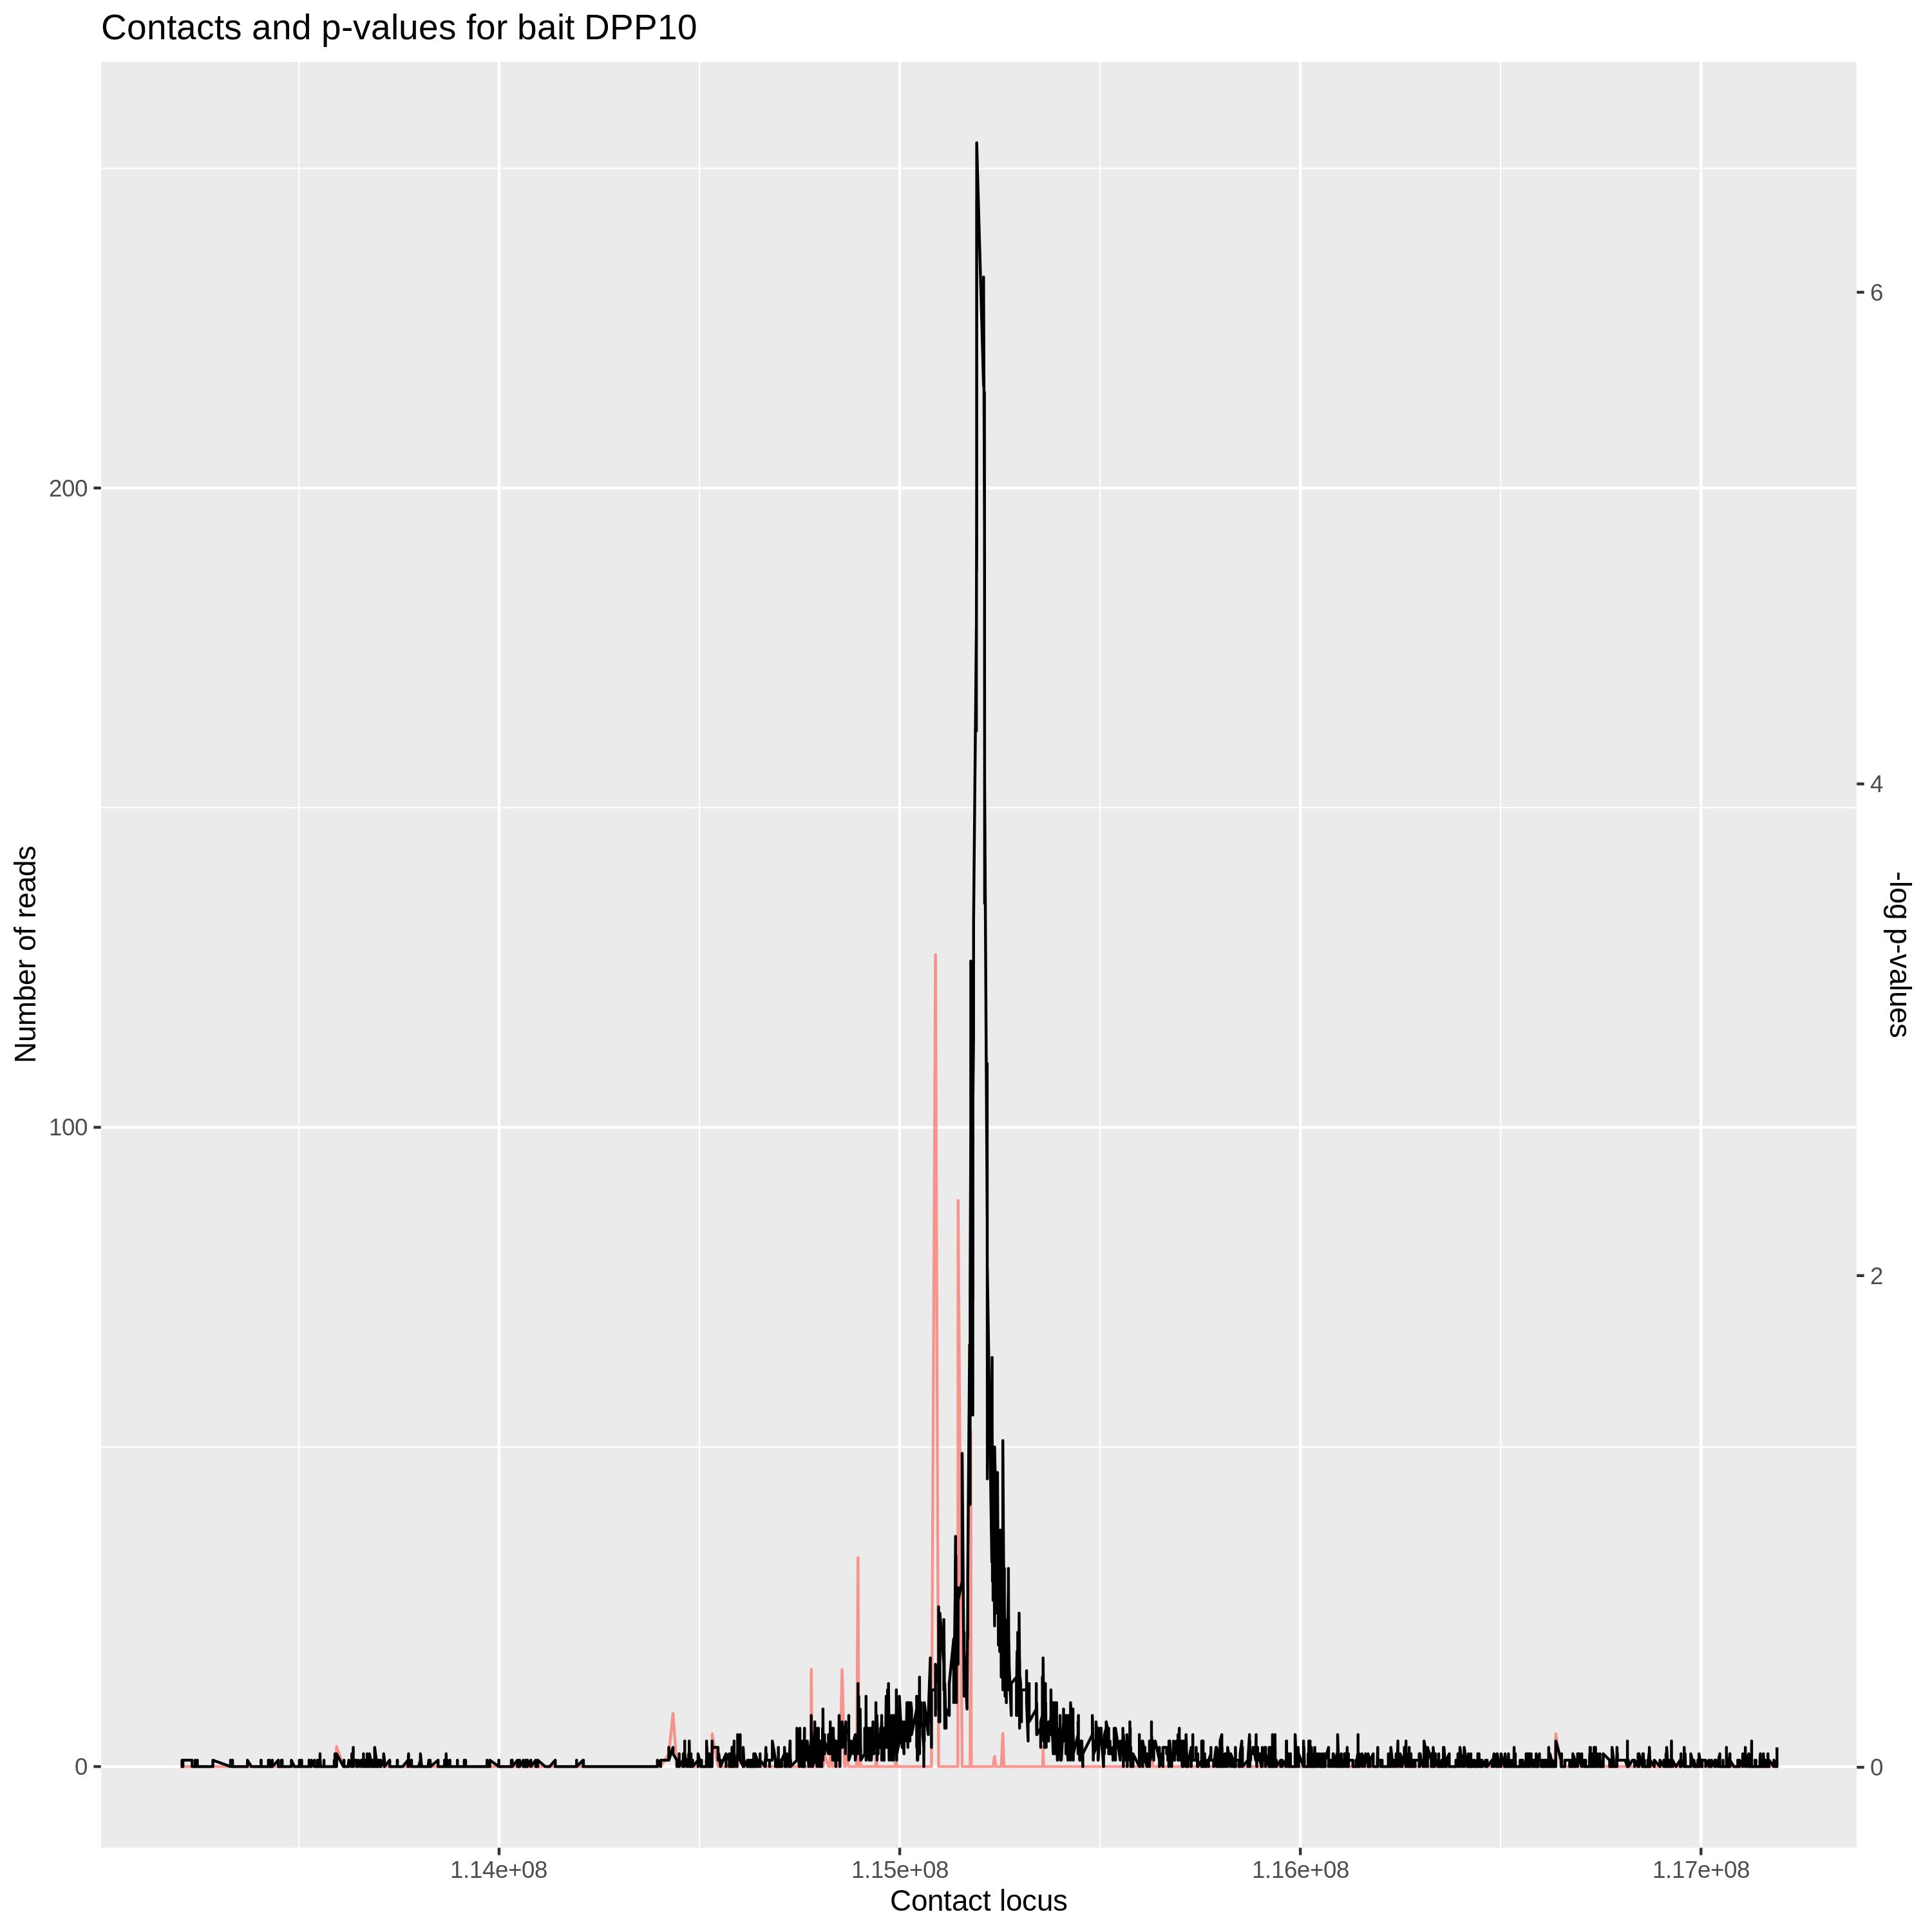 Contacts and p-values for bait DPP10
Number of reads
200
100
0
-log p-values
6
4
2
0
1.14e+08
1.15e+08
1.16e+08
1.17e+08
Contact locus